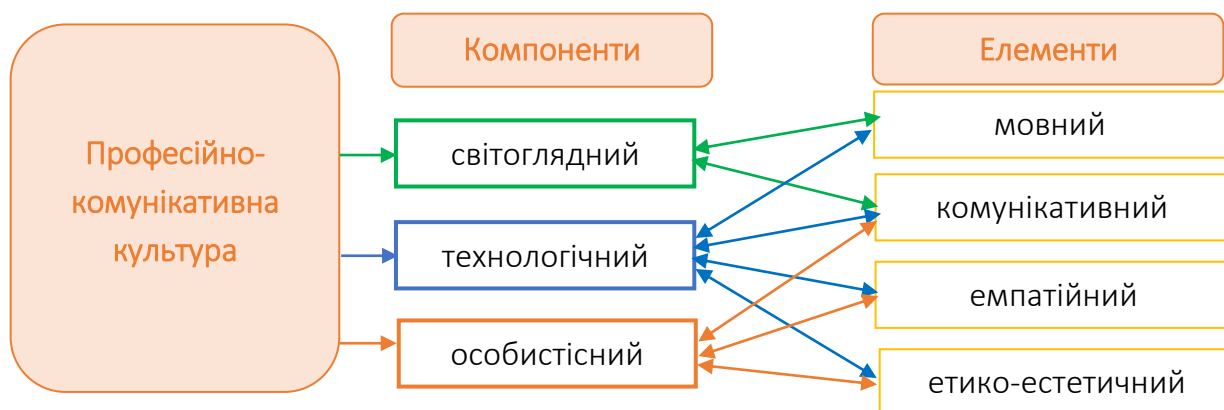 Професійно-
комунікативна
культура
Компоненти
світоглядний
технологічний
особистісний
Елементи
мовний
комунікативний
емпатійний
етико-естетичний